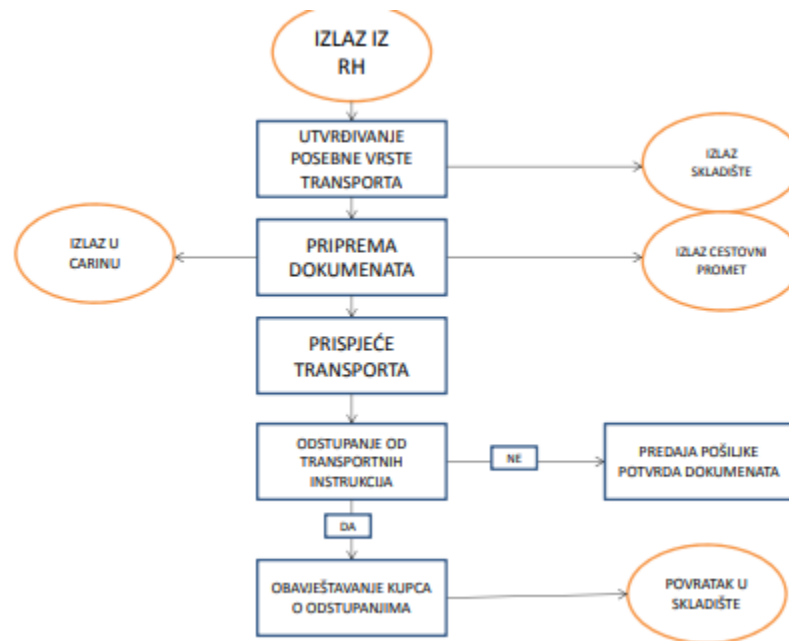 IZLAZ IZ
RH
UTVRĐIVANJE
POSEBNE VRSTE
TRANSPORTA
IZLAZ
SKLADIŠTE
IZLAZ U
CARINU
PRIPREMA
DOKUMENATA
IZLAZ CESTOVNI
PROMET
PRISPJEĆE
TRANSPORTA
ODSTUPANJE OD
TRANSPORTNIH
INSTRUKCIJA
NE
PREDAJA POŠILJKE
POTVRDA DOKUMENATA
DA
OBAVJEŠTAVANJE KUPCA
O ODSTUPANJIMA
POVRATAK U
SKLADIŠTE